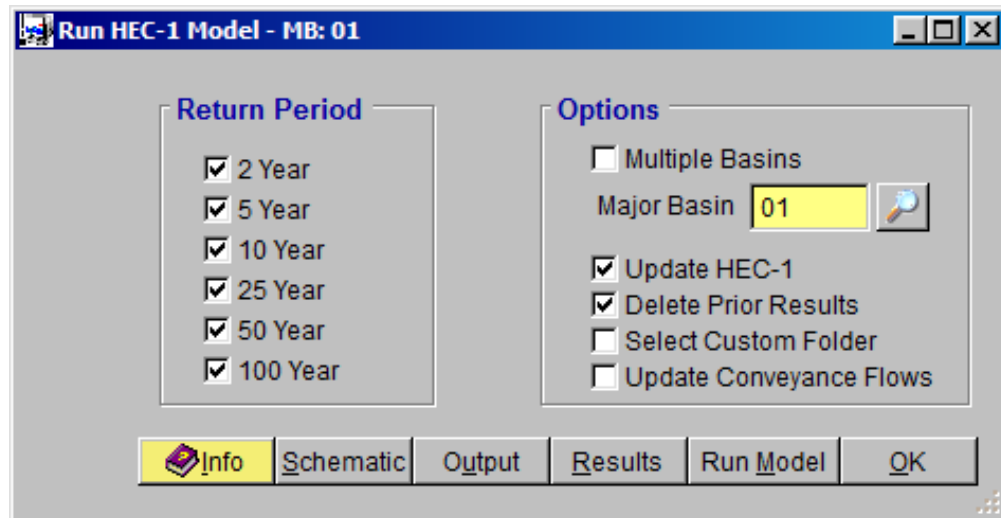 Run HEC-1 Model - MB: 01
Return Period
2 Year
5 Year
10 Year
25 Year
50 Year
100 Year
Options
Multiple Basins
Major Basin 01
Update HEC-1
Delete Prior Results
Select Custom Folder
Update Conveyance Flows
Info Schematic Output Results Run Model OK